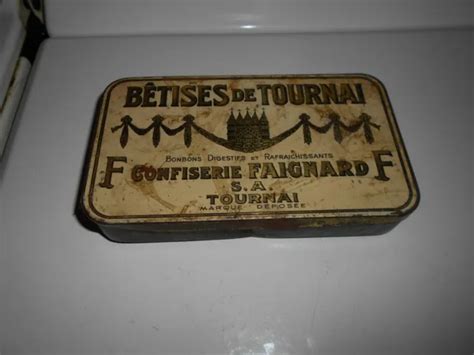 BÊTISES DE TOURNAI
BONBONS DIGESTIFS ET RAFRAICHISSANTS
F CONFISERIE FAIGNARD F
S.A.
TOURNAI
MARQUE DÉPOSÉE